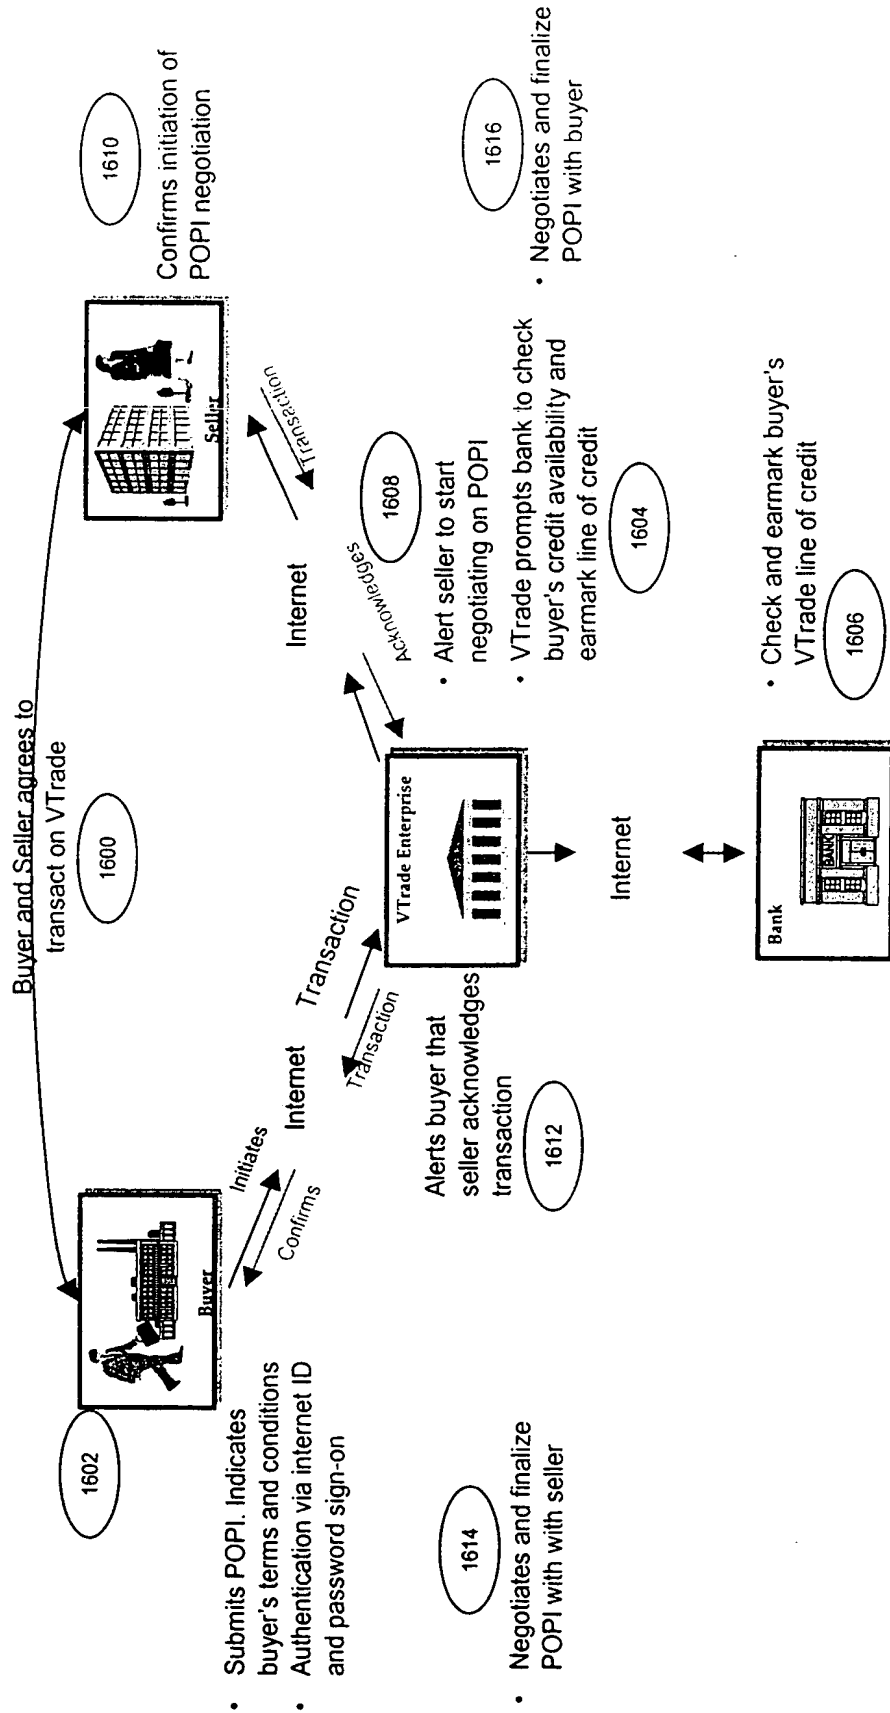 Buyer and Seller agrees to
transact on VTrade
1600
1602
Buyer
• Submits POPI. Indicates
buyer's terms and conditions
• Authentication via internet ID
and password sign-on
Initiates
Confirms
Internet
Transaction
Transaction
1610
Confirms initiation of
POPI negotiation
Seller
Transaction
Internet
Acknowledges
1608
• Alert seller to start
negotiating on POPI
• VTrade prompts bank to check
buyer's credit availability and
earmark line of credit
1604
VTrade Enterprise
Alerts buyer that
seller acknowledges
transaction
1612
1614
• Negotiates and finalize
POPI with with seller
1616
• Negotiates and finalize
POPI with buyer
Internet
Bank
BANK
• Check and earmark buyer's
VTrade line of credit
1606